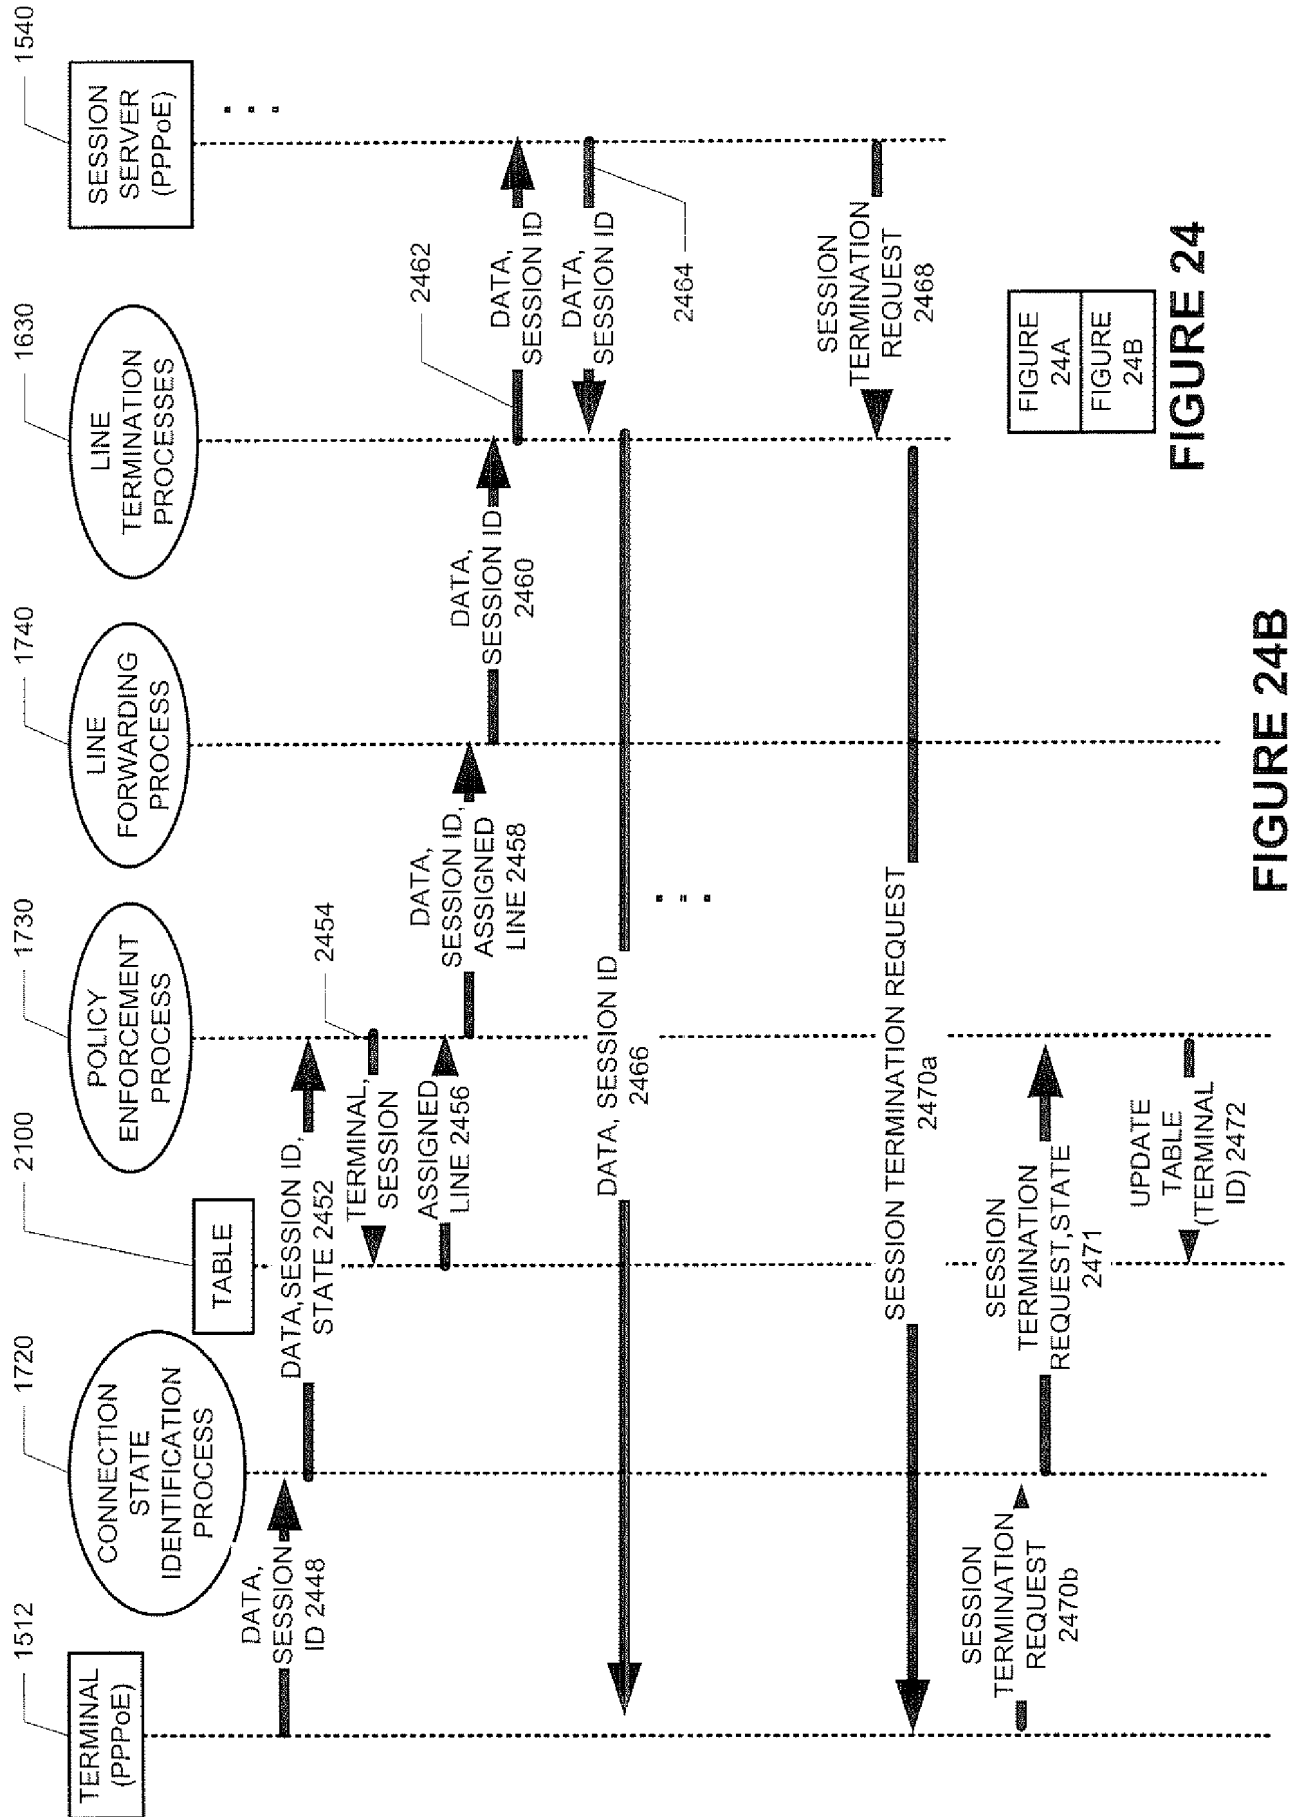 1512
1720
2100
1730
1740
1630
1540
TERMINAL
(PPPoE)
CONNECTION
STATE
IDENTIFICATION
PROCESS
TABLE
POLICY
ENFORCEMENT
PROCESS
LINE
FORWARDING
PROCESS
LINE
TERMINATION
PROCESSES
SESSION
SERVER
(PPPoE)
. . .
DATA,
SESSION
ID 2448
DATA,SESSION ID,
STATE 2452
2454
TERMINAL,
SESSION
ASSIGNED
LINE 2456
DATA,
SESSION ID,
ASSIGNED
LINE 2458
DATA,
SESSION ID
2460
2462
DATA,
SESSION ID
DATA,
SESSION ID
2464
DATA, SESSION ID
2466
. . .
SESSION
TERMINATION
REQUEST
2468
SESSION TERMINATION REQUEST
2470a
SESSION
TERMINATION
REQUEST
2470b
SESSION
TERMINATION
REQUEST,STATE
2471
UPDATE
TABLE
(TERMINAL
ID) 2472
FIGURE
24A
FIGURE
24B
FIGURE 24
FIGURE 24B